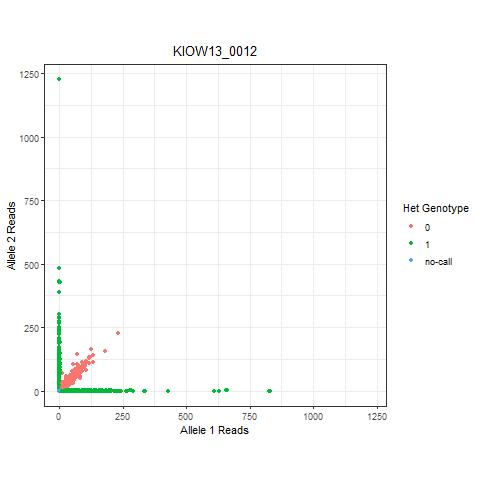 KIOW13_0012
1250
1000
750
500
250
0
Allele 2 Reads
0 250 500 750 1000 1250
Allele 1 Reads
Het Genotype
0
1
no-call